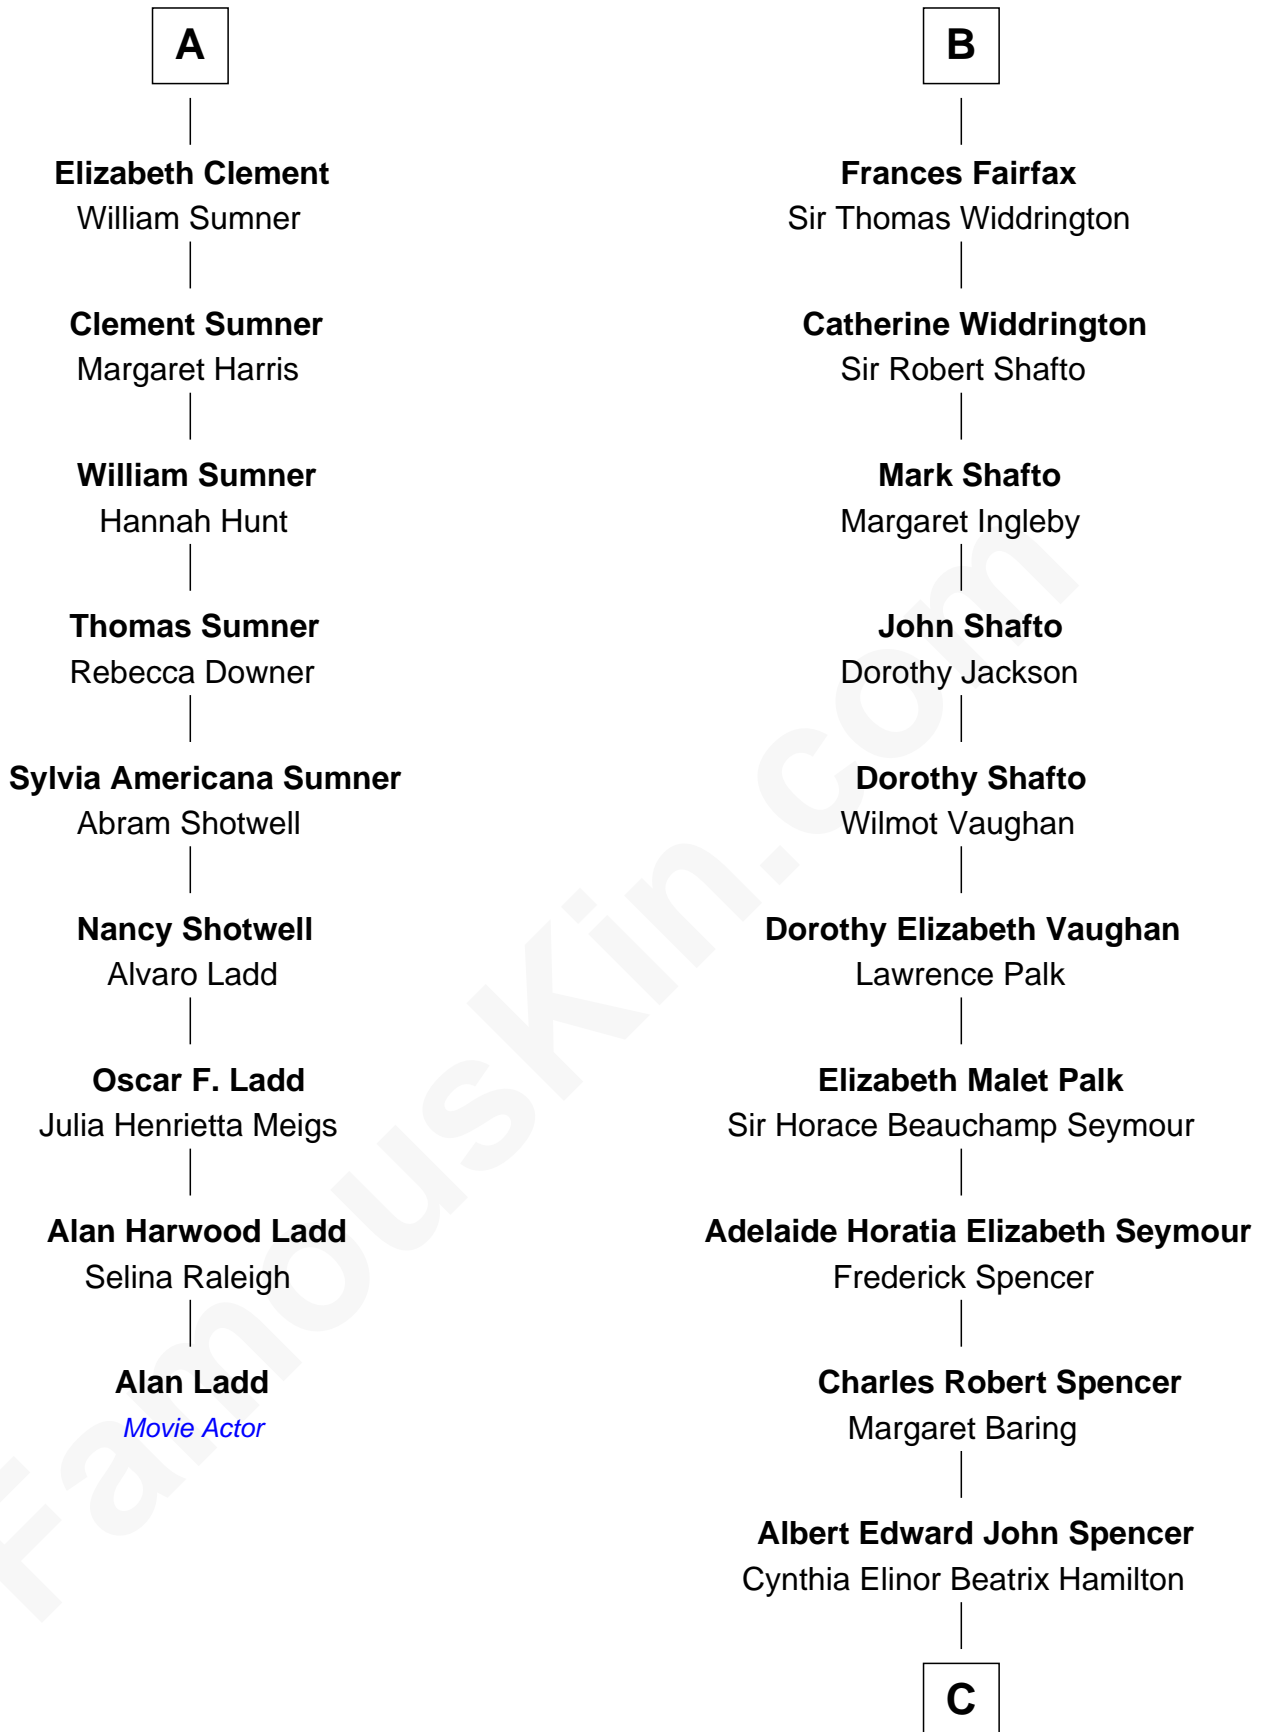 A
Elizabeth Clement
William Sumner
Clement Sumner
Margaret Harris
William Sumner
Hannah Hunt
Thomas Sumner
Rebecca Downer
Sylvia Americana Sumner
Abram Shotwell
Nancy Shotwell
Alvaro Ladd
Oscar F. Ladd
Julia Henrietta Meigs
Alan Harwood Ladd
Selina Raleigh
Alan Ladd
Movie Actor
B
Frances Fairfax
Sir Thomas Widdrington
Catherine Widdrington
Sir Robert Shafto
Mark Shafto
Margaret Ingleby
John Shafto
Dorothy Jackson
Dorothy Shafto
Wilmot Vaughan
Dorothy Elizabeth Vaughan
Lawrence Palk
Elizabeth Malet Palk
Sir Horace Beauchamp Seymour
Adelaide Horatia Elizabeth Seymour
Frederick Spencer
Charles Robert Spencer
Margaret Baring
Albert Edward John Spencer
Cynthia Elinor Beatrix Hamilton
C
FamousKin.com